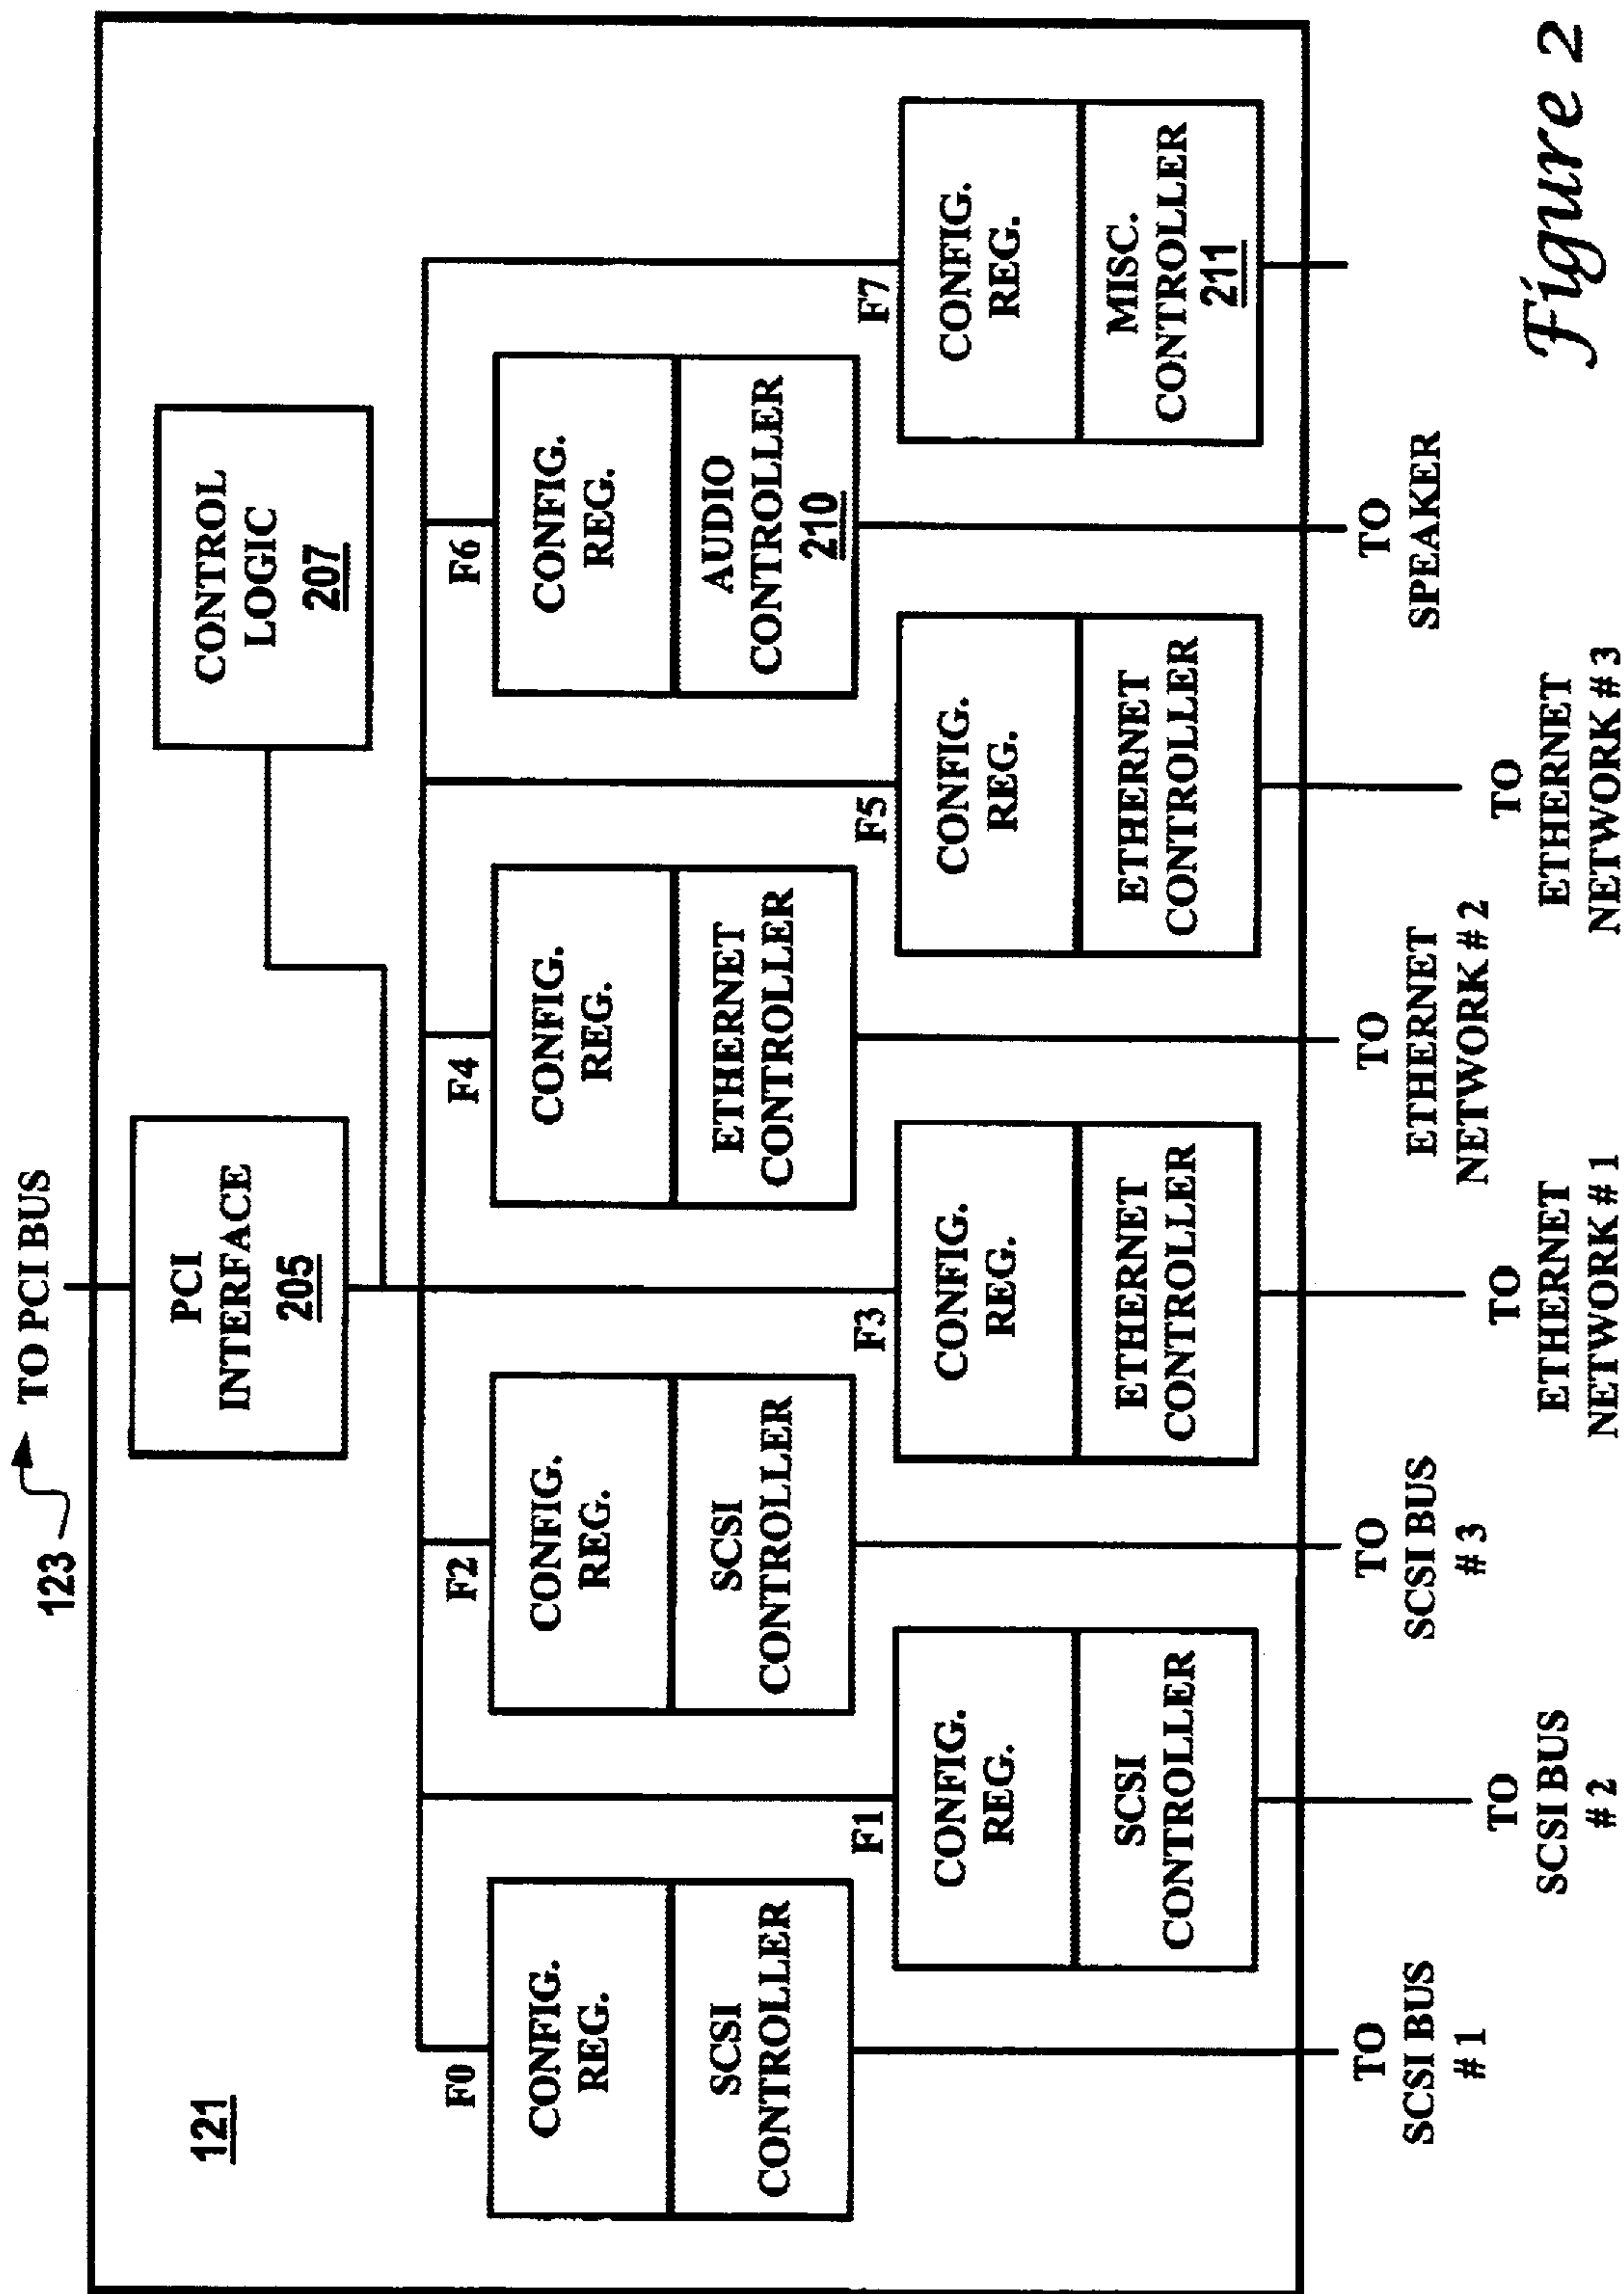 123
TO PCI BUS
121
PCI
INTERFACE
205
CONTROL
LOGIC
207
F0
CONFIG.
REG.
SCSI
CONTROLLER
F2
CONFIG.
REG.
SCSI
CONTROLLER
F4
CONFIG.
REG.
ETHERNET
CONTROLLER
F6
CONFIG.
REG.
AUDIO
CONTROLLER
210
F1
CONFIG.
REG.
SCSI
CONTROLLER
F3
CONFIG.
REG.
ETHERNET
CONTROLLER
F5
CONFIG.
REG.
ETHERNET
CONTROLLER
F7
CONFIG.
REG.
MISC.
CONTROLLER
211
TO
SCSI BUS
# 1
TO
SCSI BUS
# 2
TO
SCSI BUS
# 3
TO
ETHERNET
NETWORK # 1
TO
ETHERNET
NETWORK # 2
TO
ETHERNET
NETWORK # 3
TO
SPEAKER
Figure 2